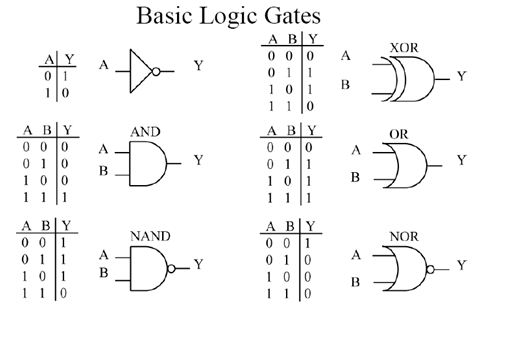 Basic Logic Gates
A Y
0 1
1 0
A Y
A B Y
0 0 0
0 1 1
1 0 1
1 1 0
XOR
A
B
Y
A B Y
0 0 0
0 1 0
1 0 0
1 1 1
AND
A
B
Y
A B Y
0 0 0
0 1 1
1 0 1
1 1 1
OR
A
B
Y
A B Y
0 0 1
0 1 1
1 0 1
1 1 0
NAND
A
B
Y
A B Y
0 0 1
0 1 0
1 0 0
1 1 0
NOR
A
B
Y